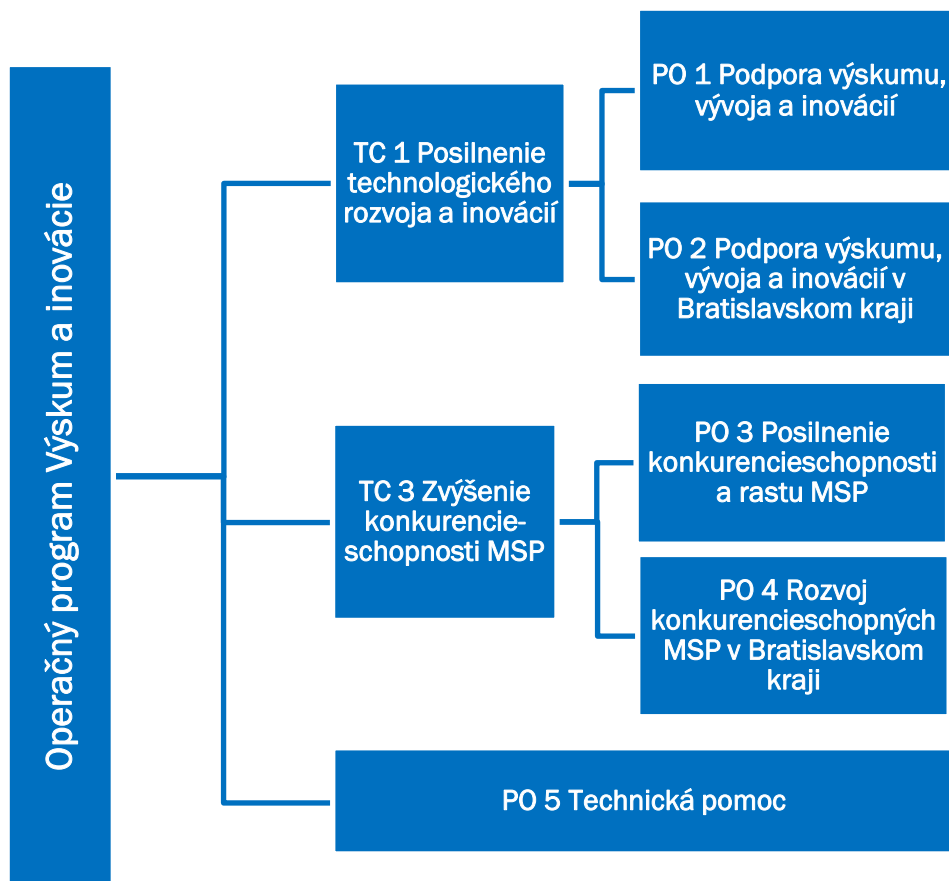 Operačný program Výskum a inovácie
TC 1 Posilnenie
technologického
rozvoja a inovácií
PO 1 Podpora výskumu,
vývoja a inovácií
PO 2 Podpora výskumu,
vývoja a inovácií v
Bratislavskom kraji
TC 3 Zvýšenie
konkurencie-
schopnosti MSP
PO 3 Posilnenie
konkurencieschopnosti
a rastu MSP
PO 4 Rozvoj
konkurencieschopných
MSP v Bratislavskom
kraji
PO 5 Technická pomoc